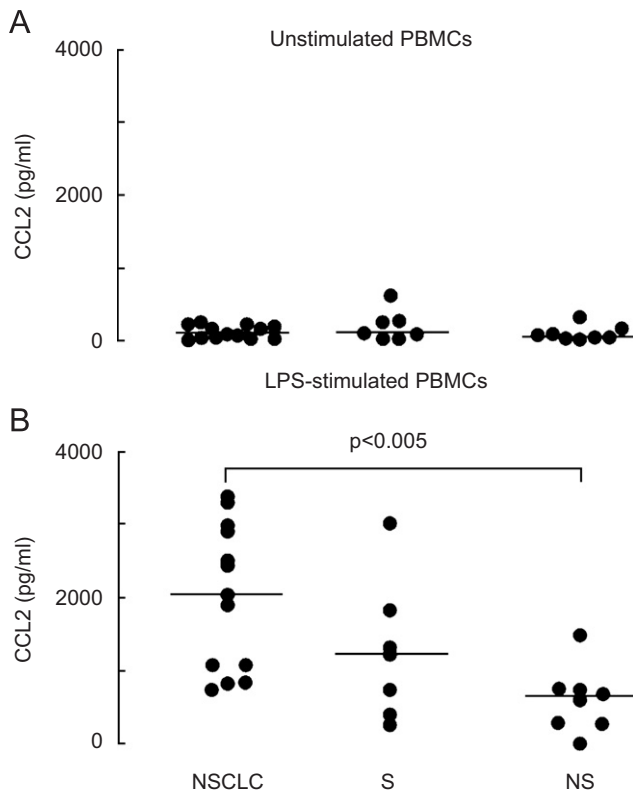 A
Unstimulated PBMCs
4000
2000
0
CCL2 (pg/ml)
LPS-stimulated PBMCs
B
p<0.005
4000
2000
0
CCL2 (pg/ml)
NSCLC S NS